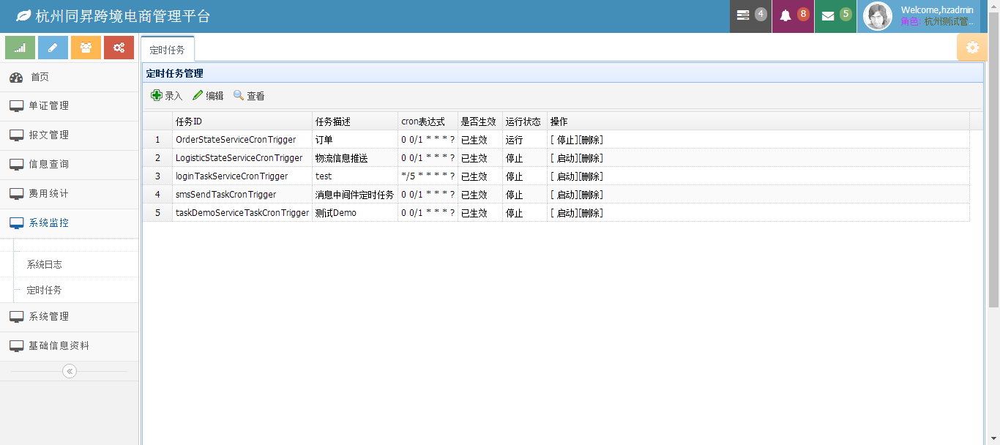 杭州同昇跨境电商管理平台
4
8
5
Welcome,hzadmin
角色: 杭州测试管..
定时任务
首页
单证管理
报文管理
信息查询
费用统计
系统监控
系统日志
定时任务
系统管理
基础信息资料
定时任务管理
录入 编辑 查看
任务ID 任务描述 cron表达式 是否生效 运行状态 操作
1 OrderStateServiceCronTrigger 订单 0 0/1 * * * ? 已生效 运行 [ 停止][删除]
2 LogisticStateServiceCronTrigger 物流信息推送 0 0/1 * * * ? 已生效 停止 [ 启动][删除]
3 loginTaskServiceCronTrigger test */5 * * * * ? 已生效 停止 [ 启动][删除]
4 smsSendTaskCronTrigger 消息中间件定时任务 0 0/1 * * * ? 已生效 停止 [ 启动][删除]
5 taskDemoServiceTaskCronTrigger 测试Demo 0 0/1 * * * ? 已生效 停止 [ 启动][删除]